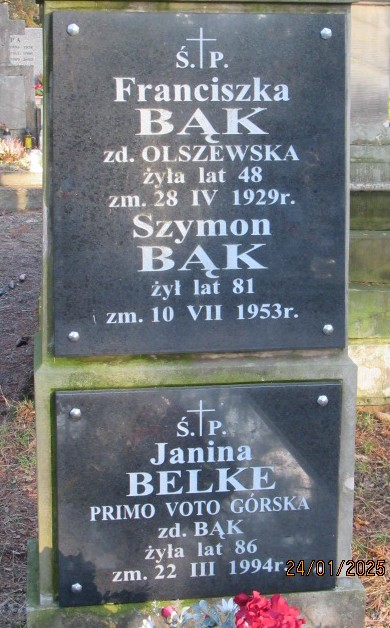 Ś. P.
Franciszka
BĄK
zd. OLSZEWSKA
żyła lat 48
zm. 28 IV 1929r.
Szymon
BĄK
żył lat 81
zm. 10 VII 1953r.
Ś. P.
Janina
BELKE
PRIMO VOTO GÓRSKA
zd. BĄK
żyła lat 86
zm. 22 III 1994r
24/01/2025